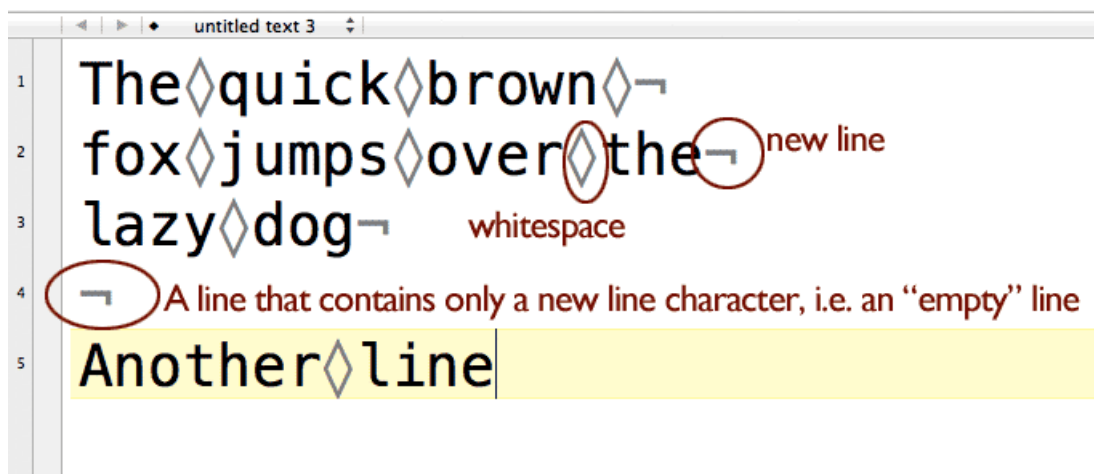 untitled text 3
1 The◊quick◊brown◊¬
2 fox◊jumps◊over◊the¬ new line
3 lazy◊dog¬ whitespace
4 ¬ A line that contains only a new line character, i.e. an “empty” line
5 Another◊line